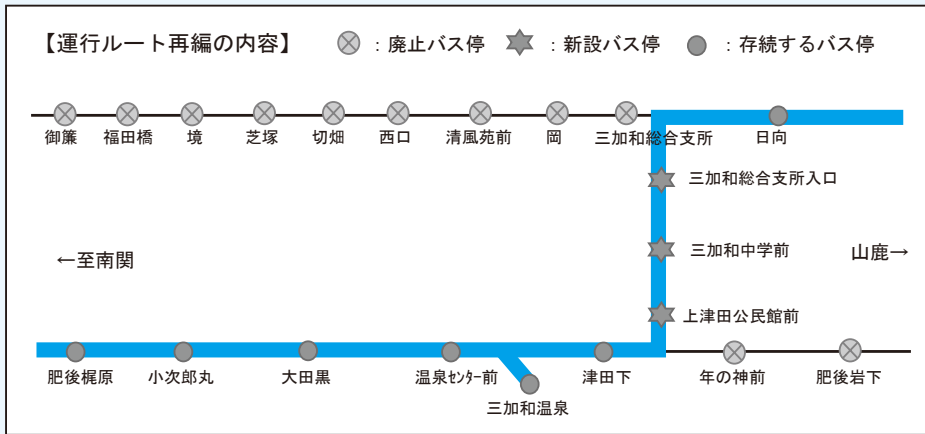 【運行ルート再編の内容】 ：廃止バス停 ：新設バス停 ：存続するバス停
御簾 福田橋 境 芝塚 切畑 西口 清風苑前 岡 三加和総合支所 日向
三加和総合支所入口
三加和中学前
←至南関 山鹿→
上津田公民館前
肥後梶原 小次郎丸 大田黒 温泉ｾﾝﾀｰ前 津田下 年の神前 肥後岩下
三加和温泉